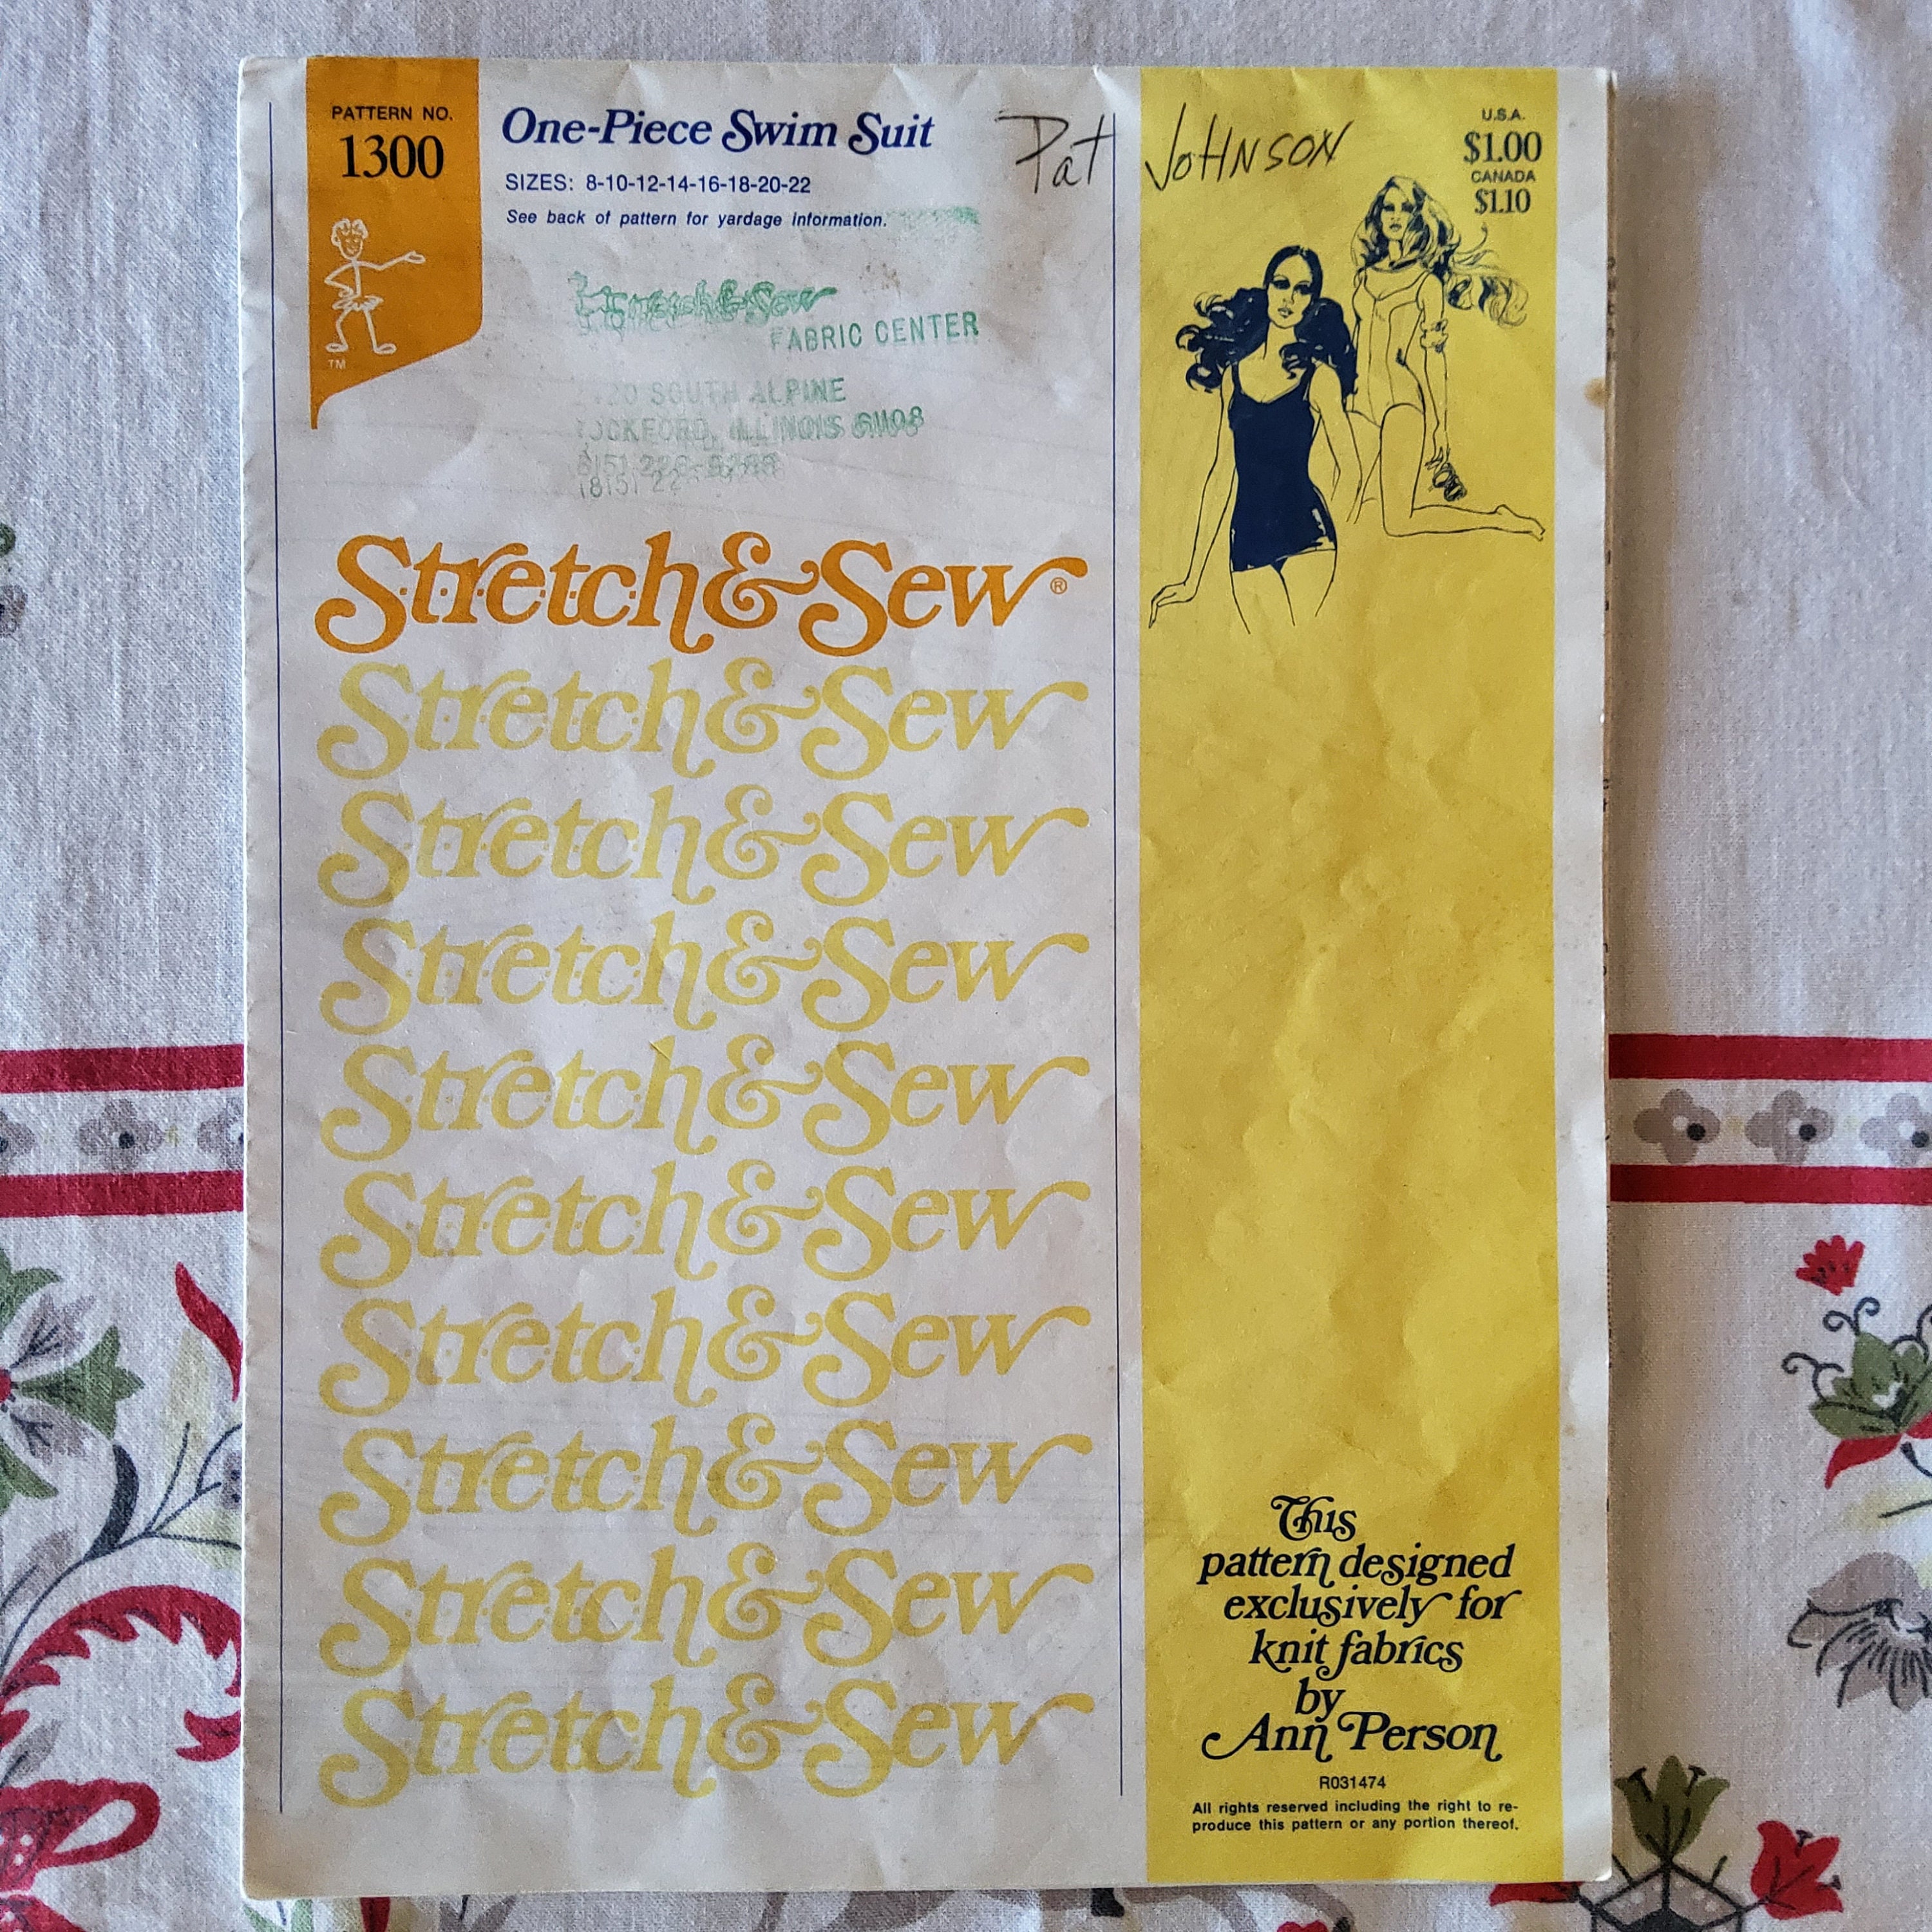 PATTERN NO.
1300
TM
One-Piece Swim Suit
SIZES: 8-10-12-14-16-18-20-22
See back of pattern for yardage information.
Pat JOHNSON
U.S.A.
$1.00
CANADA
$1.10
Stretch & Sew
FABRIC CENTER
SOUTH ALPINE
ROCKFORD, ILLINOIS 61108
Stretch & Sew®
Stretch & Sew
Stretch & Sew
Stretch & Sew
Stretch & Sew
Stretch & Sew
Stretch & Sew
Stretch & Sew
Stretch & Sew
Stretch & Sew
This
pattern designed
exclusively for
knit fabrics
by
Ann Person
R031474
All rights reserved including the right to re-
produce this pattern or any portion thereof.